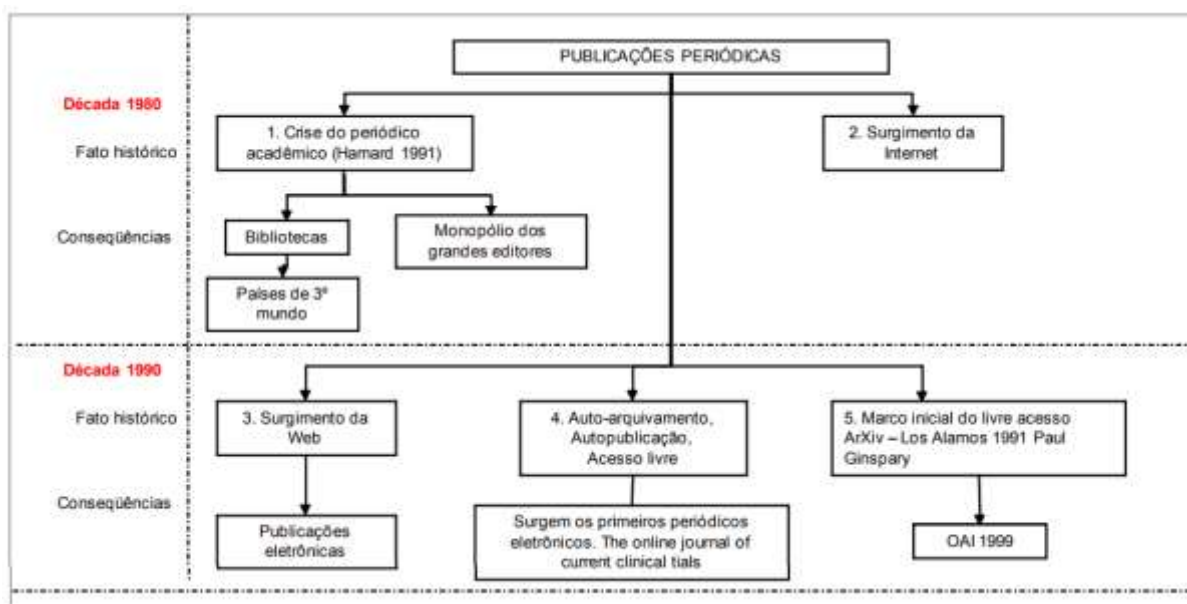 PUBLICAÇÕES PERIÓDICAS
Década 1980
Fato histórico
1. Crise do periódico
acadêmico (Harnard 1991)
2. Surgimento da
Internet
Conseqüências
Bibliotecas
Monopólio dos
grandes editores
Países de 3º
mundo
Década 1990
Fato histórico
3. Surgimento da
Web
4. Auto-arquivamento,
Autopublicação,
Acesso livre
5. Marco inicial do livre acesso
ArXiv – Los Alamos 1991 Paul
Ginspary
Conseqüências
Publicações
eletrônicas
Surgem os primeiros periódicos
eletrônicos. The online journal of
current clinical tials
OAI 1999